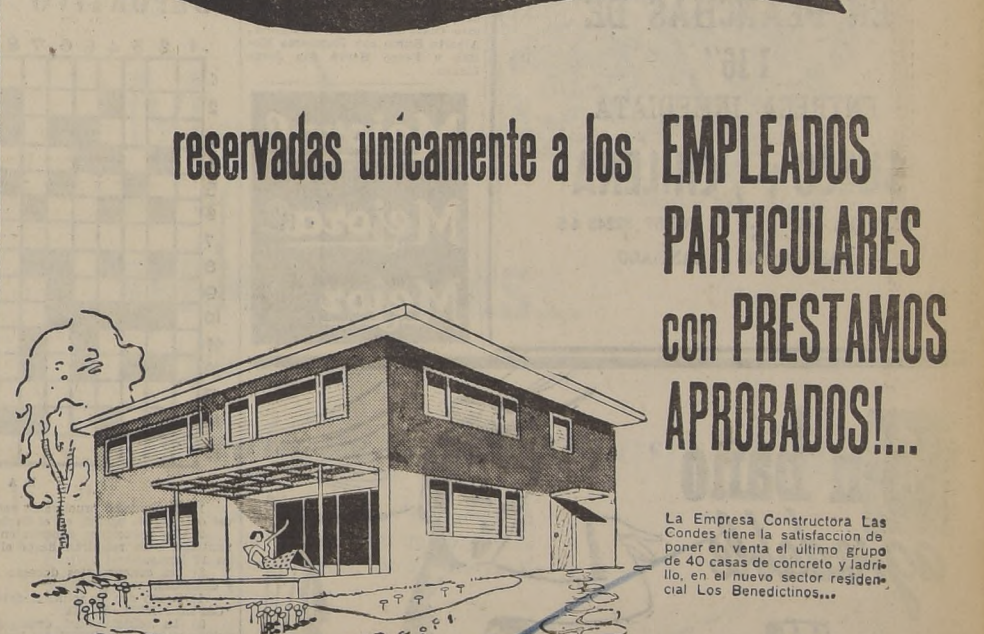 reservadas únicamente a los EMPLEADOS
PARTICULARES
con PRESTAMOS
APROBADOS!....
La Empresa Constructora Las
Condes tiene la satisfacción de
poner en venta el último grupo
de 40 casas de concreto y ladri-
llo, en el nuevo sector residen-
cial Los Benedictinos...